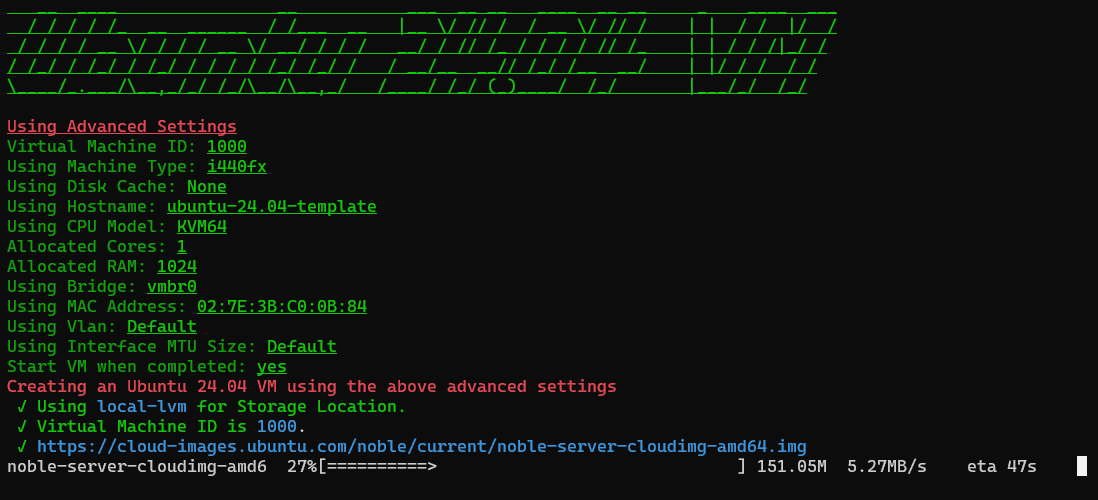 Using Advanced Settings
Virtual Machine ID: 1000
Using Machine Type: i440fx
Using Disk Cache: None
Using Hostname: ubuntu-24.04-template
Using CPU Model: KVM64
Allocated Cores: 1
Allocated RAM: 1024
Using Bridge: vmbr0
Using MAC Address: 02:7E:3B:C0:0B:84
Using Vlan: Default
Using Interface MTU Size: Default
Start VM when completed: yes
Creating an Ubuntu 24.04 VM using the above advanced settings
✓ Using local-lvm for Storage Location.
✓ Virtual Machine ID is 1000.
✓ https://cloud-images.ubuntu.com/noble/current/noble-server-cloudimg-amd64.img
noble-server-cloudimg-amd6 27%[==========> ] 151.05M 5.27MB/s eta 47s